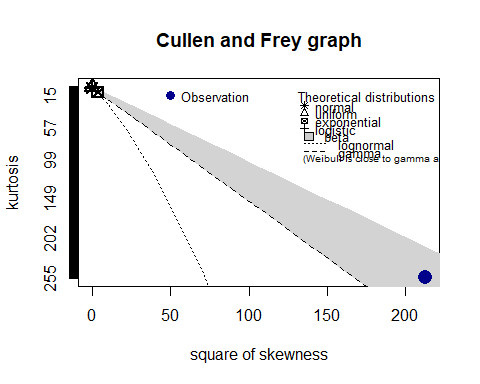 Cullen and Frey graph
Observation
Theoretical distributions
normal
uniform
exponential
logistic
beta
lognormal
gamma
(Weibull is close to gamma a
kurtosis
15
57
99
149
202
255
0
50
100
150
200
square of skewness